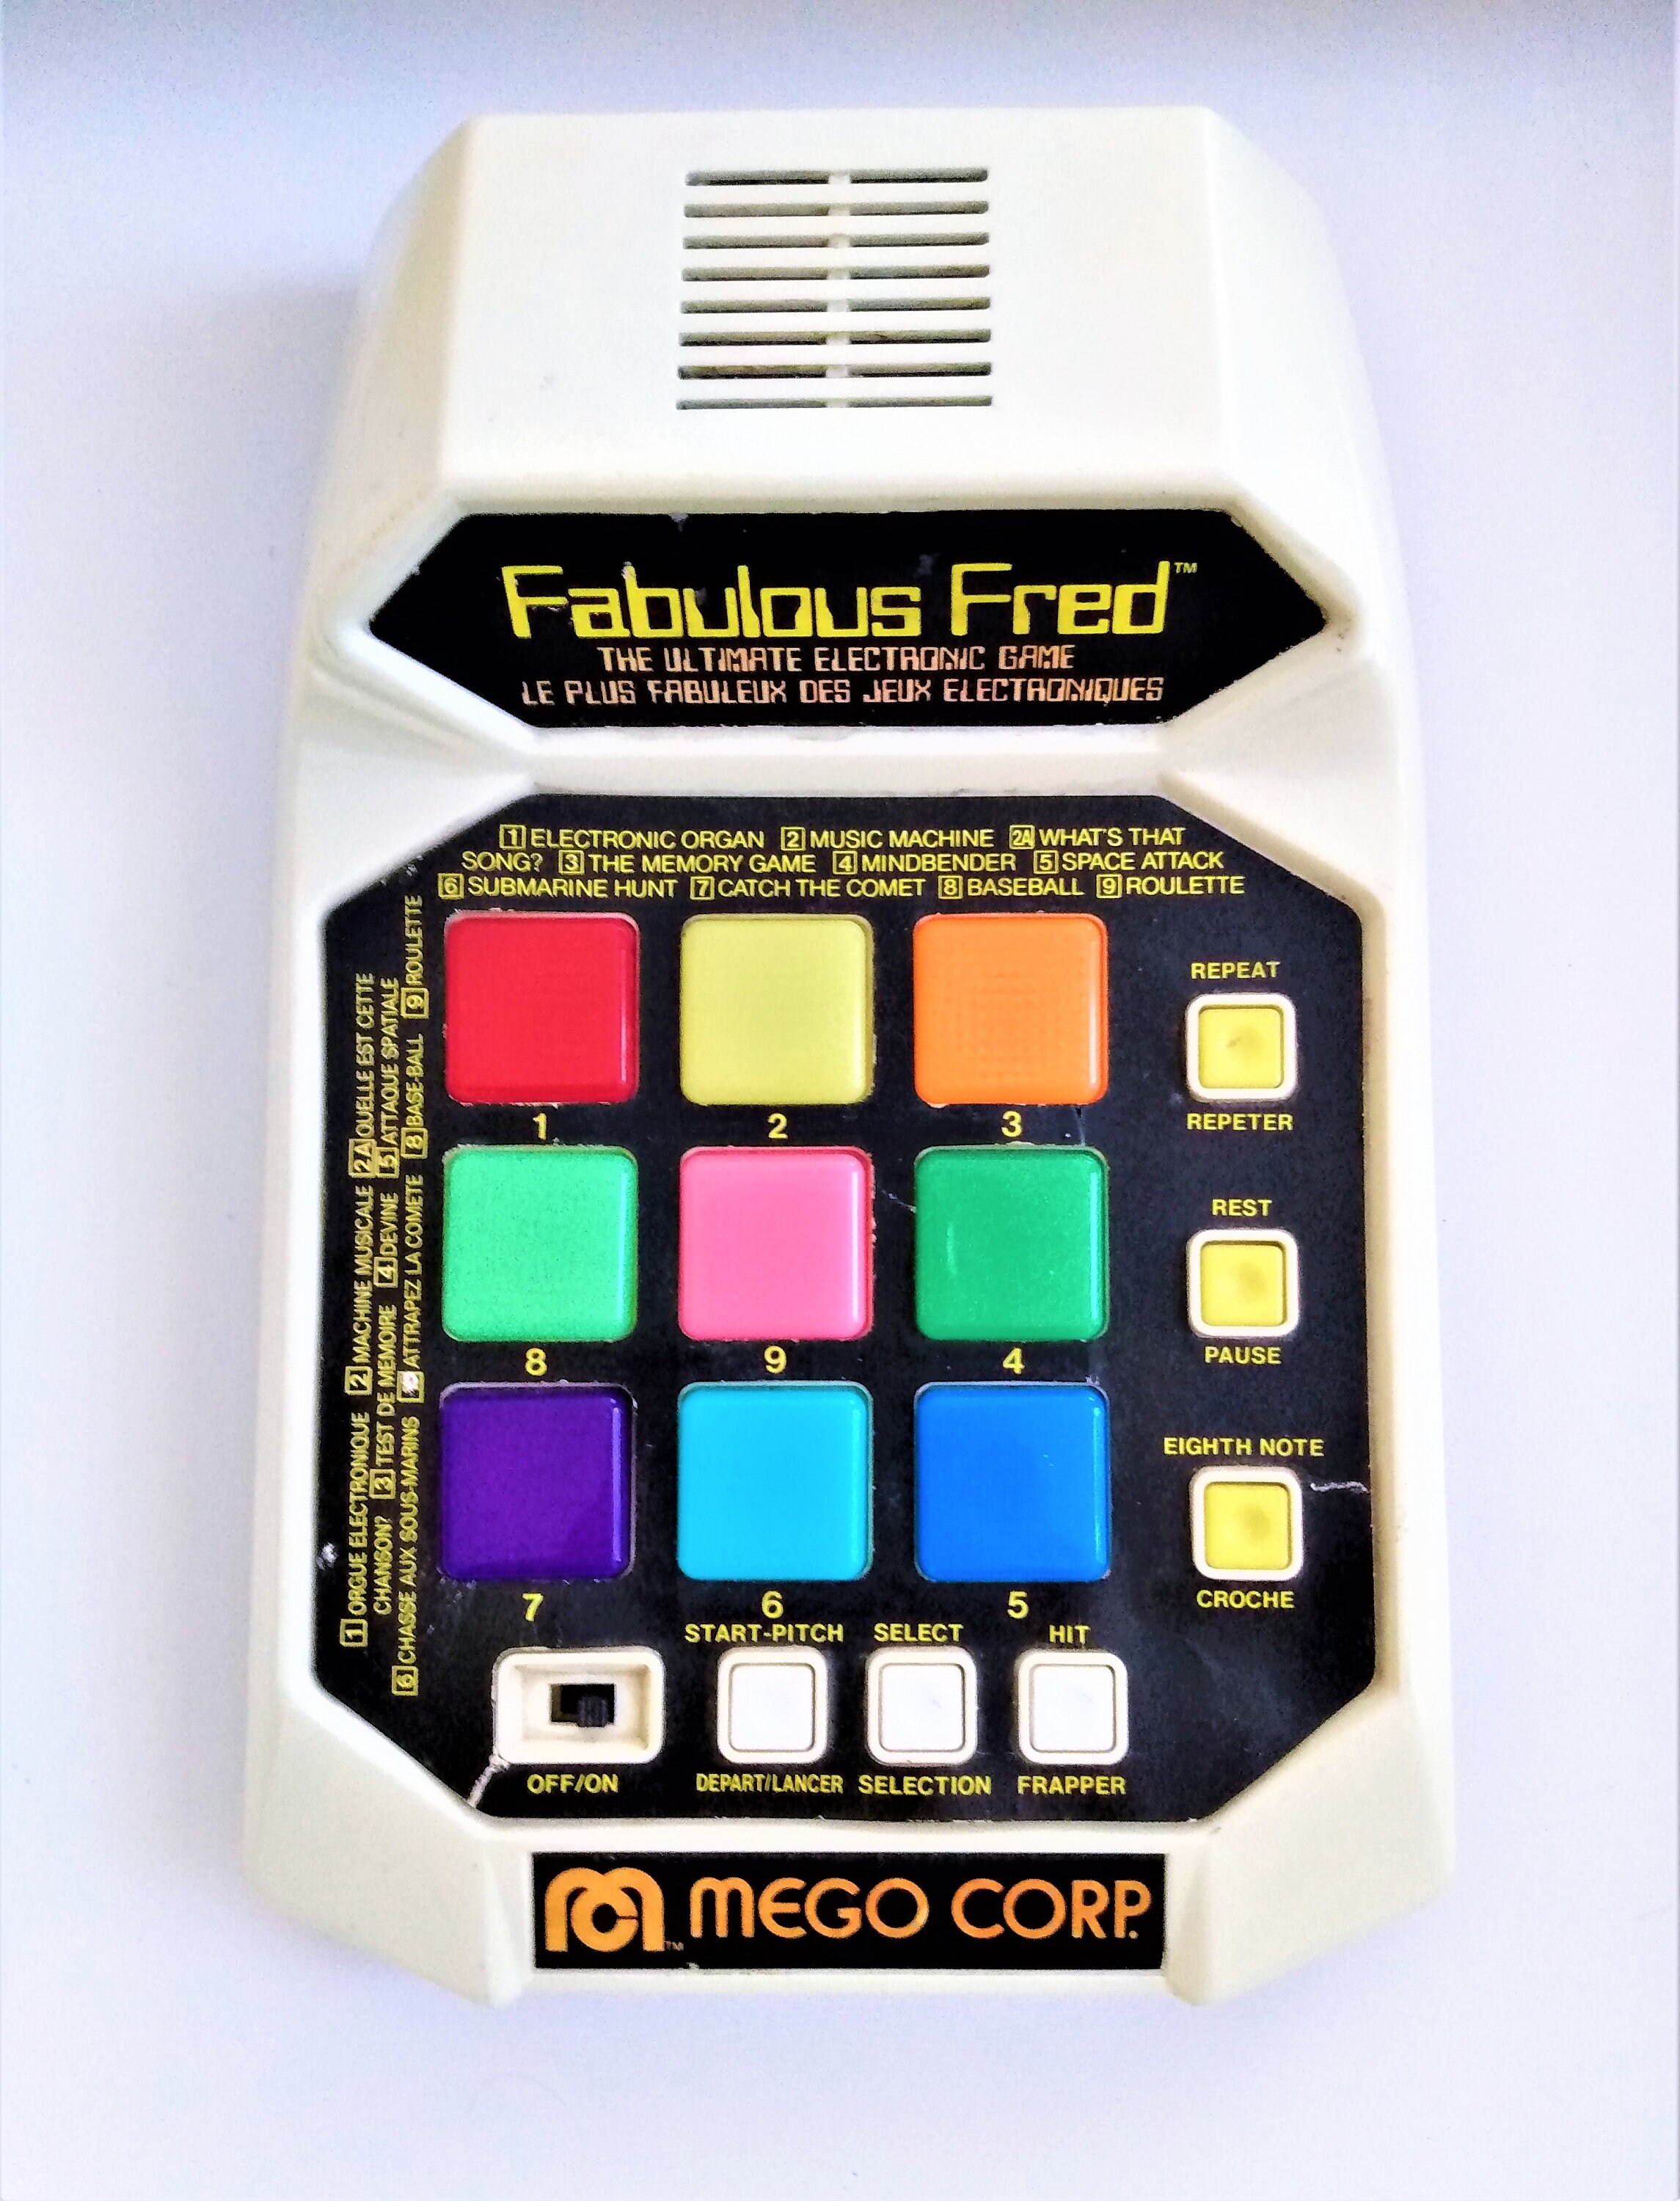 Fabulous Fred™
THE ULTIMATE ELECTRONIC GAME
LE PLUS FABULEUX DES JEUX ELECTRONIQUES
1 ELECTRONIC ORGAN 2 MUSIC MACHINE 2A WHAT'S THAT
SONG? 3 THE MEMORY GAME 4 MINDBENDER 5 SPACE ATTACK
6 SUBMARINE HUNT 7 CATCH THE COMET 8 BASEBALL 9 ROULETTE
1 ORGUE ELECTRONIQUE 2 MACHINE MUSICALE 2A QUELLE EST CETTE
CHANSON? 3 TEST DE MEMOIRE 4 DEVINE 5 ATTAQUE SPATIALE
6 CHASSE AUX SOUS-MARINS ATTRAPEZ LA COMETE 8 BASE-BALL 9 ROULETTE
REPEAT
1 2 3
REPETER
REST
8 9 4
PAUSE
EIGHTH NOTE
7 6 5
CROCHE
START-PITCH SELECT HIT
OFF/ON DEPART/LANCER SELECTION FRAPPER
MEGO CORP.
TM